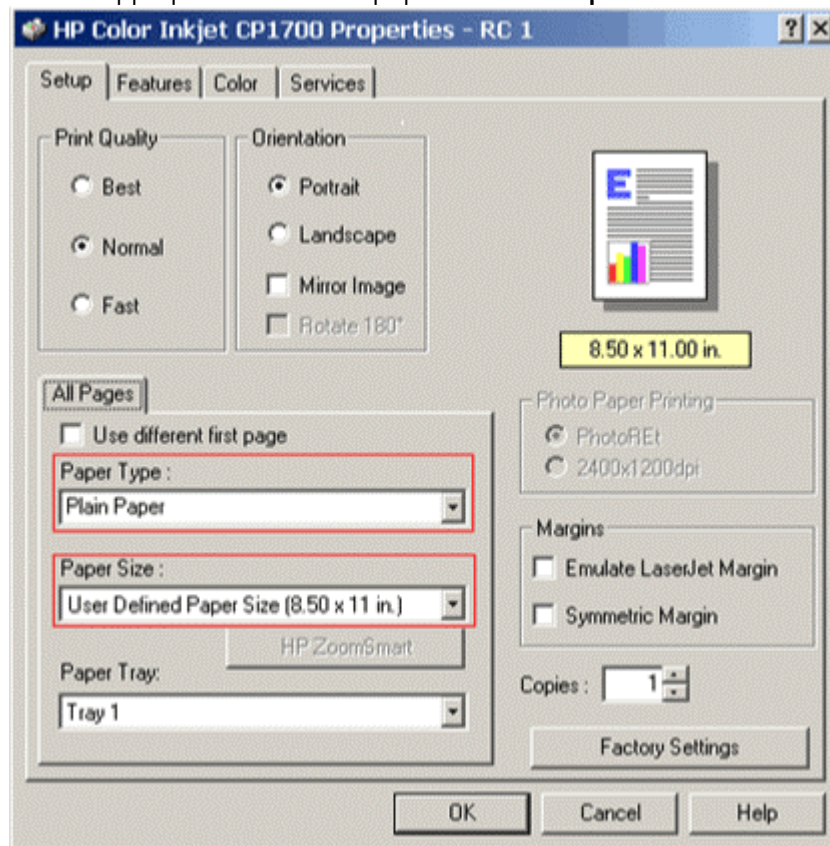 HP Color Inkjet CP1700 Properties - RC 1
Setup Features Color Services
Print Quality
Best
Normal
Fast
Orientation
Portrait
Landscape
Mirror Image
Rotate 180°
E
8.50 x 11.00 in.
All Pages
Use different first page
Paper Type :
Plain Paper
Paper Size :
User Defined Paper Size (8.50 x 11 in.)
HP ZoomSmart
Paper Tray:
Tray 1
Photo Paper Printing
PhotoREt
2400x1200dpi
Margins
Emulate LaserJet Margin
Symmetric Margin
Copies : 1
Factory Settings
OK Cancel Help